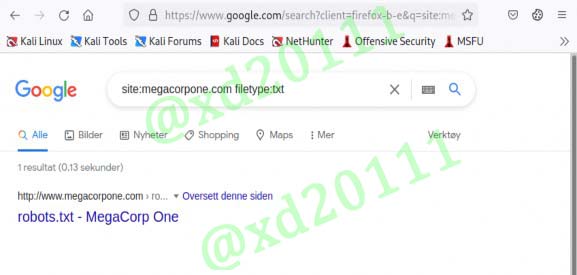 https://www.google.com/search?client=firefox-b-e&q=site:me
Kali Linux Kali Tools Kali Forums Kali Docs NetHunter Offensive Security MSFU
Google
site:megacorpone.com filetype:txt
Alle Bilder Nyheter Shopping Maps Mer Verktøy
1 resultat (0,13 sekunder)
http://www.megacorpone.com › ro... Oversett denne siden
robots.txt - MegaCorp One
@xd20111
@xd20111